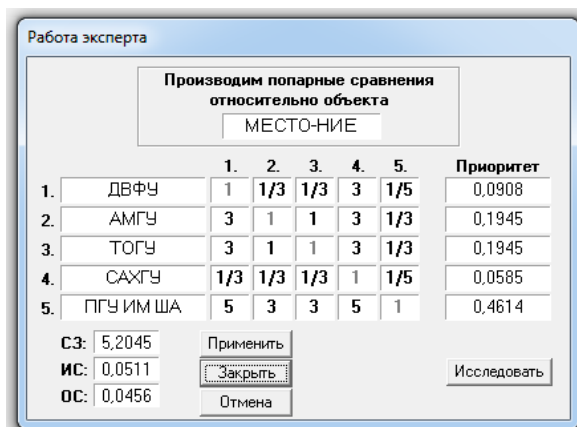 Работа эксперта
Производим попарные сравнения
относительно объекта
МЕСТО-НИЕ
1. 2. 3. 4. 5. Приоритет
1. ДВФУ 1 1/3 1/3 3 1/5 0,0908
2. АМГУ 3 1 1 3 1/3 0,1945
3. ТОГУ 3 1 1 3 1/3 0,1945
4. САХГУ 1/3 1/3 1/3 1 1/5 0,0585
5. ПГУ ИМ ША 5 3 3 5 1 0,4614
СЗ: 5,2045 Применить
ИС: 0,0511 Закрыть Исследовать
ОС: 0,0456 Отмена